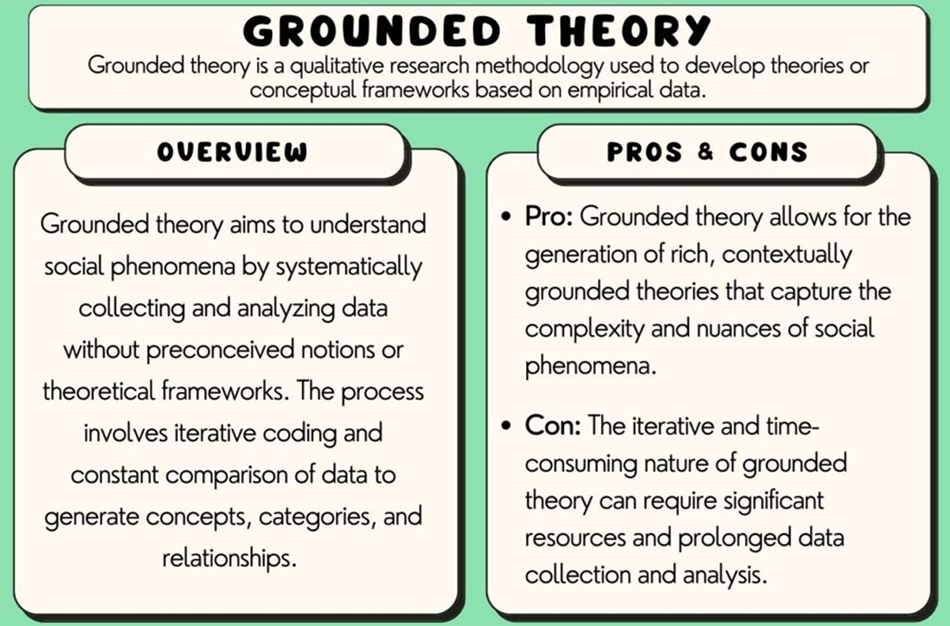 GROUNDED THEORY
Grounded theory is a qualitative research methodology used to develop theories or
conceptual frameworks based on empirical data.
OVERVIEW
Grounded theory aims to understand
social phenomena by systematically
collecting and analyzing data
without preconceived notions or
theoretical frameworks. The process
involves iterative coding and
constant comparison of data to
generate concepts, categories, and
relationships.
PROS & CONS
• Pro: Grounded theory allows for the
generation of rich, contextually
grounded theories that capture the
complexity and nuances of social
phenomena.
• Con: The iterative and time-
consuming nature of grounded
theory can require significant
resources and prolonged data
collection and analysis.